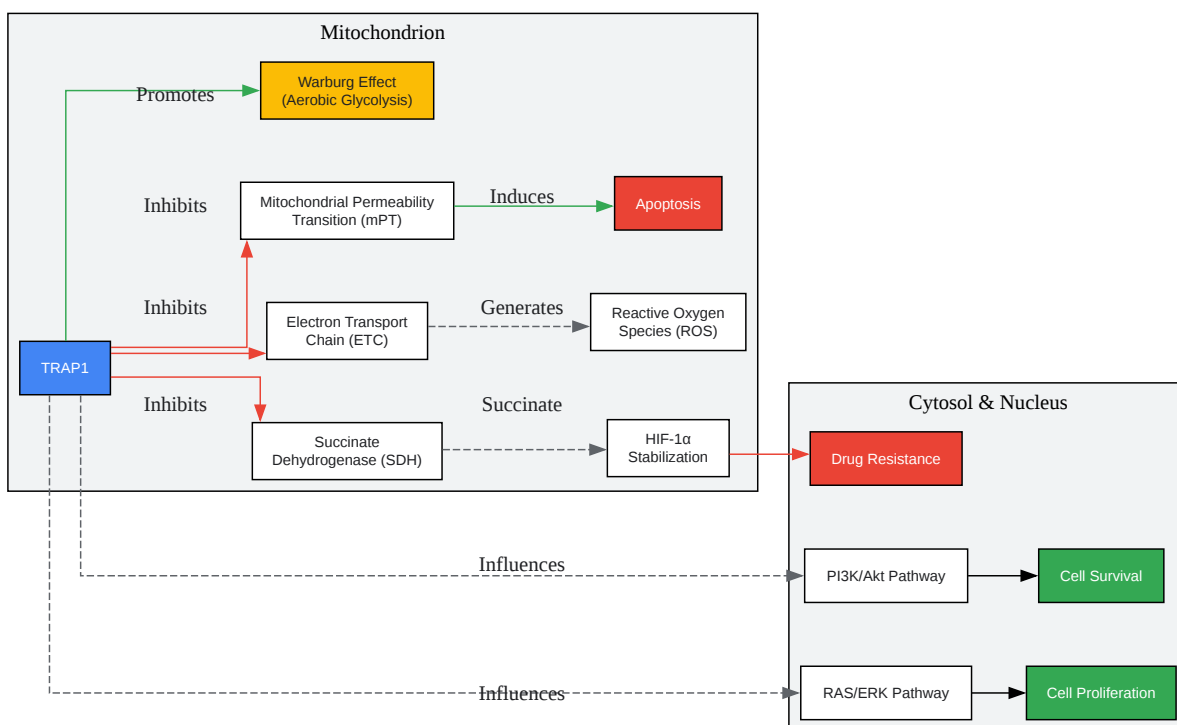 Mitochondrion
Warburg Effect
(Aerobic Glycolysis)
Promotes
Inhibits
Mitochondrial Permeability
Transition (mPT)
Induces
Apoptosis
Inhibits
Electron Transport
Chain (ETC)
Generates
Reactive Oxygen
Species (ROS)
TRAP1
Inhibits
Succinate
Dehydrogenase (SDH)
Succinate
HIF-1α
Stabilization
Cytosol & Nucleus
Drug Resistance
Influences
PI3K/Akt Pathway
Cell Survival
Influences
RAS/ERK Pathway
Cell Proliferation